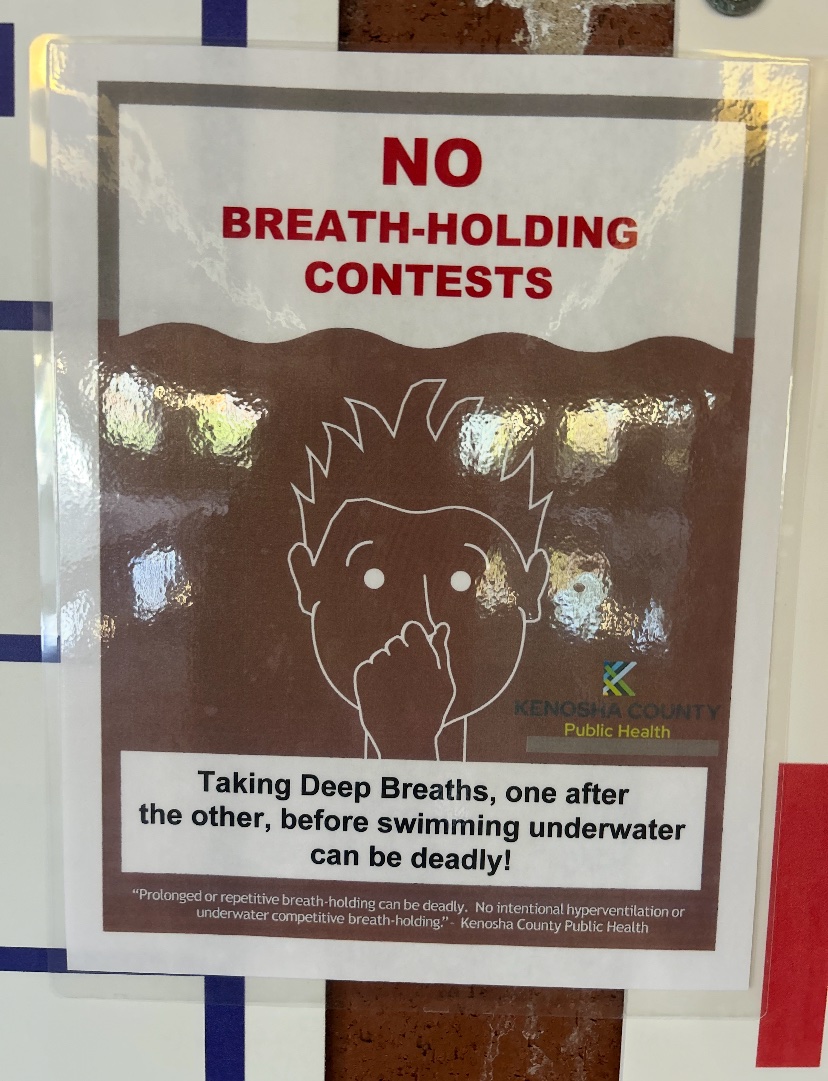 NO
BREATH-HOLDING
CONTESTS
KENOSHA COUNTY
Public Health
Taking Deep Breaths, one after
the other, before swimming underwater
can be deadly!
“Prolonged or repetitive breath-holding can be deadly. No intentional hyperventilation or
underwater competitive breath-holding.”- Kenosha County Public Health